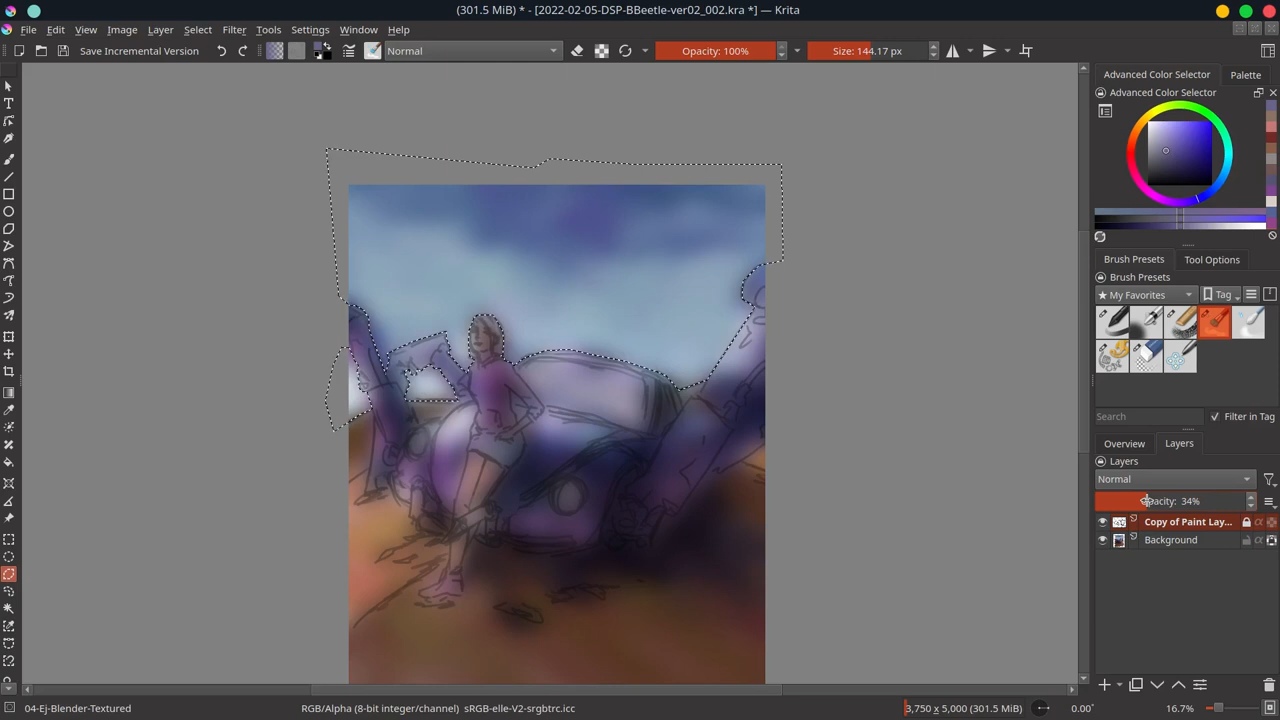 (301.5 MiB) * - [2022-02-05-DSP-BBeetle-ver02_002.kra *] — Krita
File Edit View Image Layer Select Filter Tools Settings Window Help
Save Incremental Version Normal Opacity: 100% Size: 144.17 px
Advanced Color Selector Palette
Advanced Color Selector
Brush Presets Tool Options
Brush Presets
★ My Favorites Tag
Search Filter in Tag
Overview Layers
Layers
Normal
pacity: 34%
Copy of Paint Lay...
Background
04-Ej-Blender-Textured RGB/Alpha (8-bit integer/channel) sRGB-elle-V2-srgbtrc.icc 3,750 x 5,000 (301.5 MiB) 0.00° 16.7%